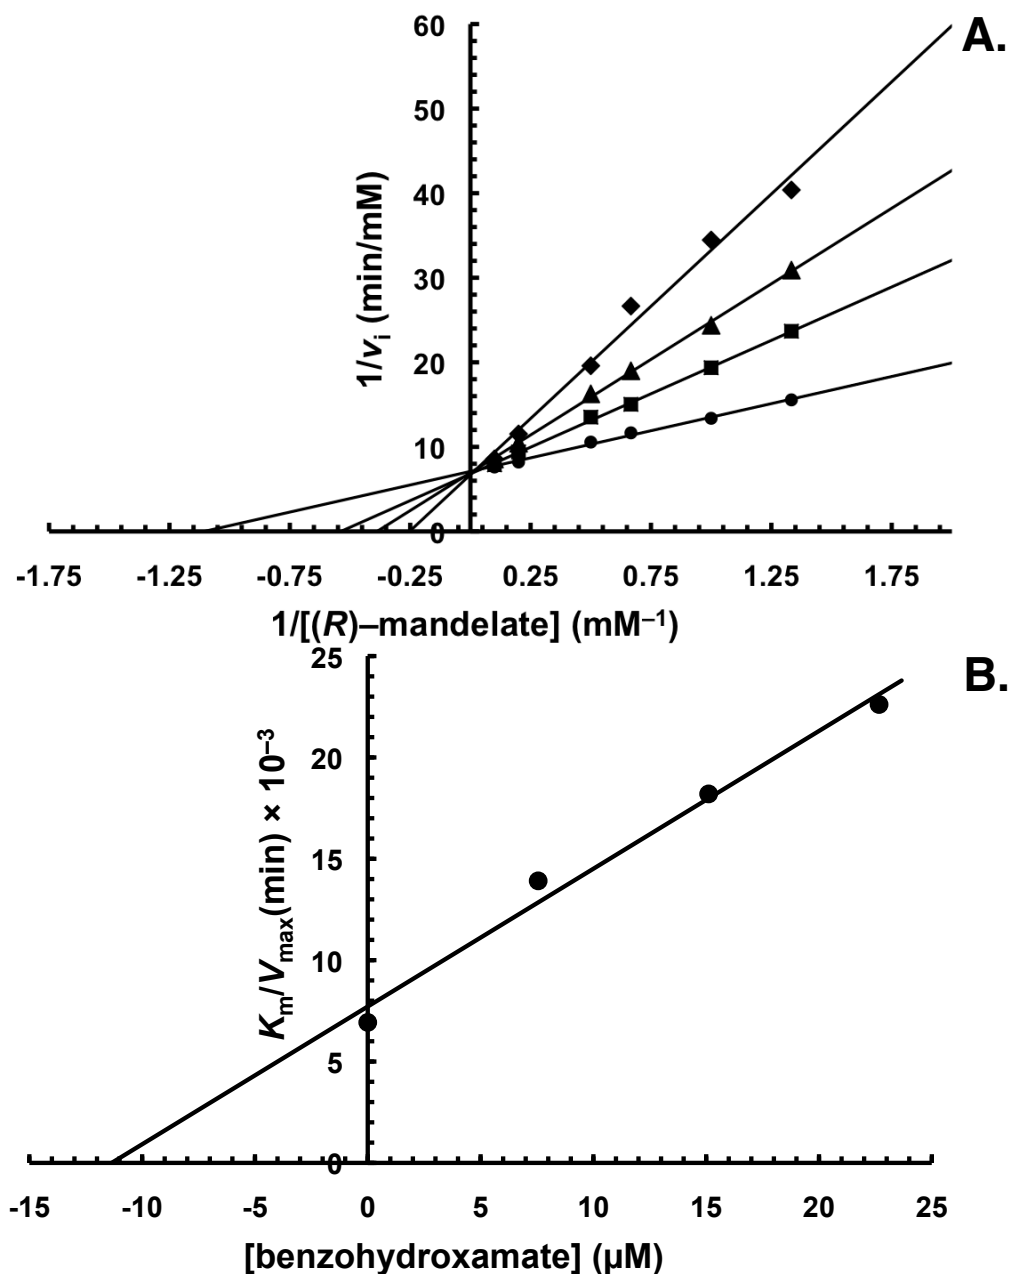 A.
60
50
40
30
20
10
0
1/vi (min/mM)
-1.75 -1.25 -0.75 -0.25 0.25 0.75 1.25 1.75
1/[(R)–mandelate] (mM–1)
B.
25
20
15
10
5
0
Km/Vmax(min) × 10–3
-15 -10 -5 0 5 10 15 20 25
[benzohydroxamate] (µM)